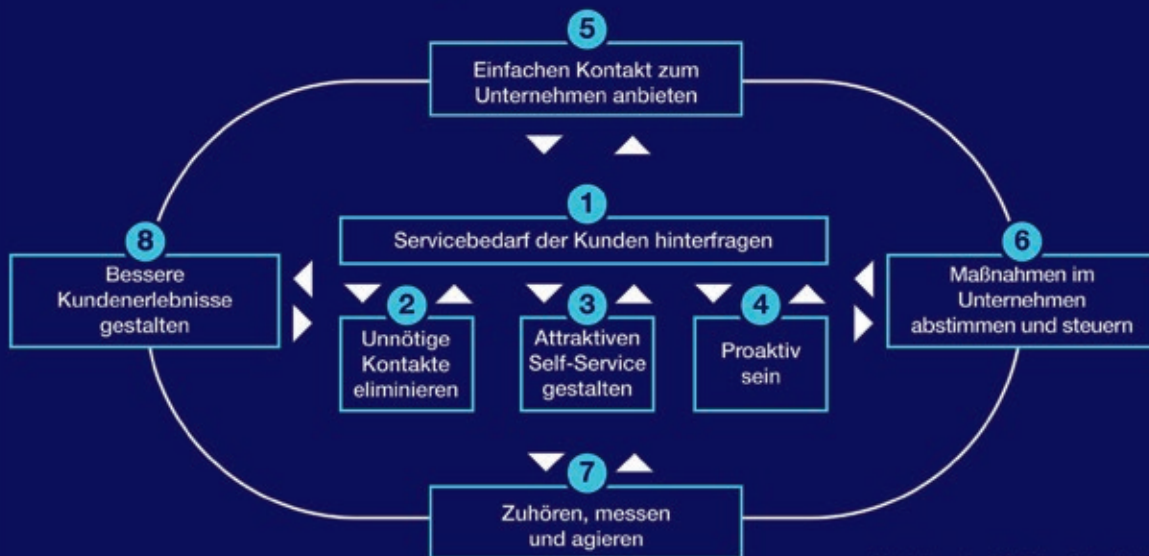 5
Einfachen Kontakt zum
Unternehmen anbieten
1
Servicebedarf der Kunden hinterfragen
8
Bessere
Kundenerlebnisse
gestalten
6
Maßnahmen im
Unternehmen
abstimmen und steuern
2
Unnötige
Kontakte
eliminieren
3
Attraktiven
Self-Service
gestalten
4
Proaktiv
sein
7
Zuhören, messen
und agieren